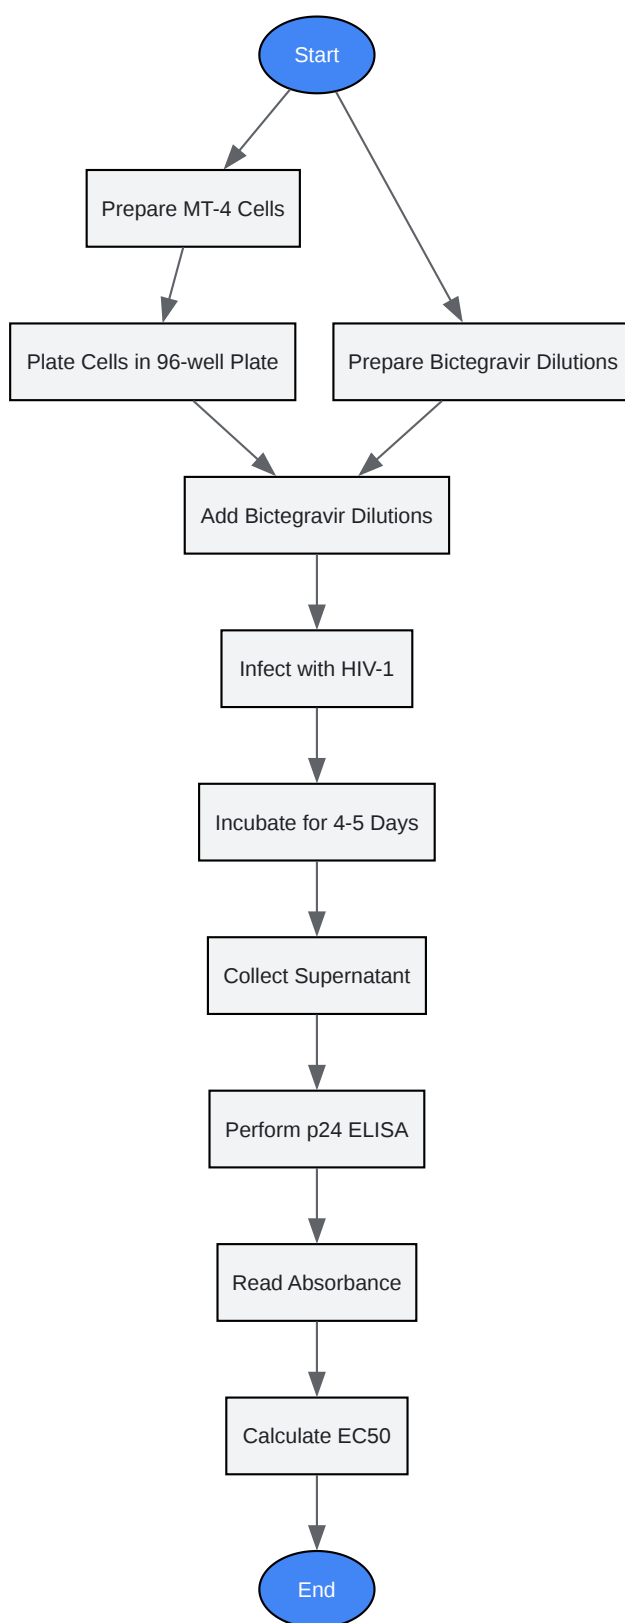 Start
Prepare MT-4 Cells
Plate Cells in 96-well Plate
Prepare Bictegravir Dilutions
Add Bictegravir Dilutions
Infect with HIV-1
Incubate for 4-5 Days
Collect Supernatant
Perform p24 ELISA
Read Absorbance
Calculate EC50
End